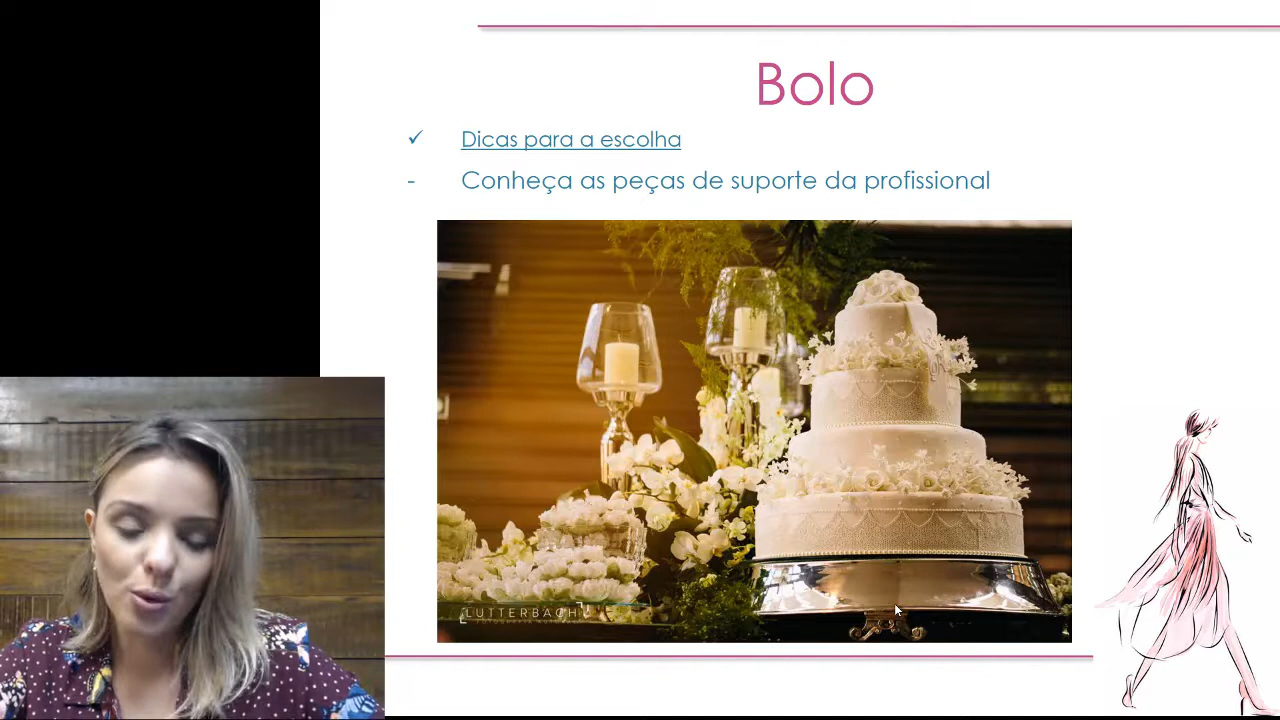 Bolo
✓ Dicas para a escolha
- Conheça as peças de suporte da profissional
LUTTERBACH